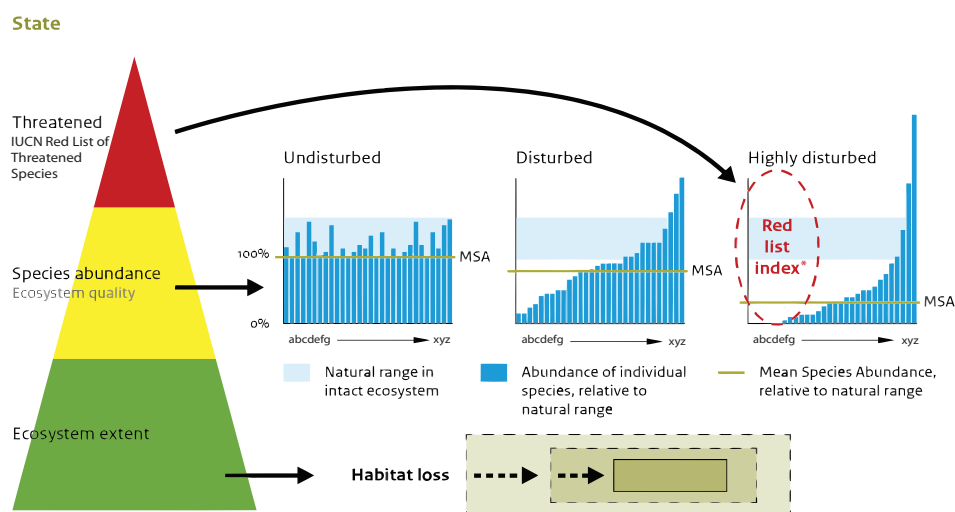 State
Threatened
IUCN Red List of
Threatened
Species
Species abundance
Ecosystem quality
Ecosystem extent
Undisturbed
100%
0%
MSA
abcdefg
xyz
Disturbed
MSA
abcdefg
xyz
Highly disturbed
Red
list
index*
MSA
abcdefg
xyz
Natural range in
intact ecosystem
Abundance of individual
species, relative to
natural range
Mean Species Abundance,
relative to natural range
Habitat loss